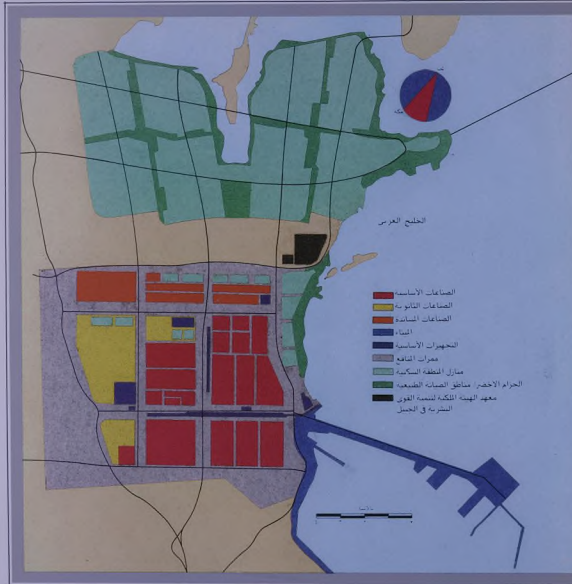 الخليج العربي
الصناعات الأساسية
الصناعات الثانوية
الصناعات المساندة
الميناء
التجهيزات الأساسية
ممرات المنافع
منازل المنطقة السكنية
الحزام الاخضر: مناطق الصيانة الطبيعية
معهد الهيئة الملكية لتنمية القوى
البشرية في الجبيل